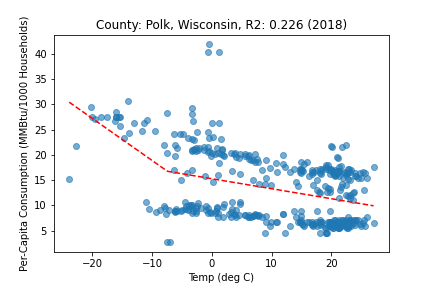 County: Polk, Wisconsin, R2: 0.226 (2018)
Per-Capita Consumption (MMBtu/1000 Households)
40
35
30
25
20
15
10
5
−20 −10 0 10 20
Temp (deg C)